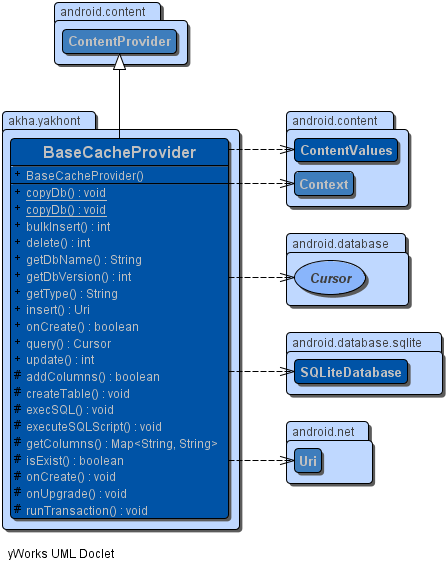 android.content
ContentProvider
akha.yakhont
BaseCacheProvider
+ BaseCacheProvider()
+ copyDb() : void
+ copyDb() : void
+ bulkInsert() : int
+ delete() : int
+ getDbName() : String
+ getDbVersion() : int
+ getType() : String
+ insert() : Uri
+ onCreate() : boolean
+ query() : Cursor
+ update() : int
# addColumns() : boolean
# createTable() : void
# execSQL() : void
# executeSQLScript() : void
# getColumns() : Map<String, String>
# isExist() : boolean
# onCreate() : void
# onUpgrade() : void
# runTransaction() : void
android.content
ContentValues
Context
android.database
Cursor
android.database.sqlite
SQLiteDatabase
android.net
Uri
yWorks UML Doclet